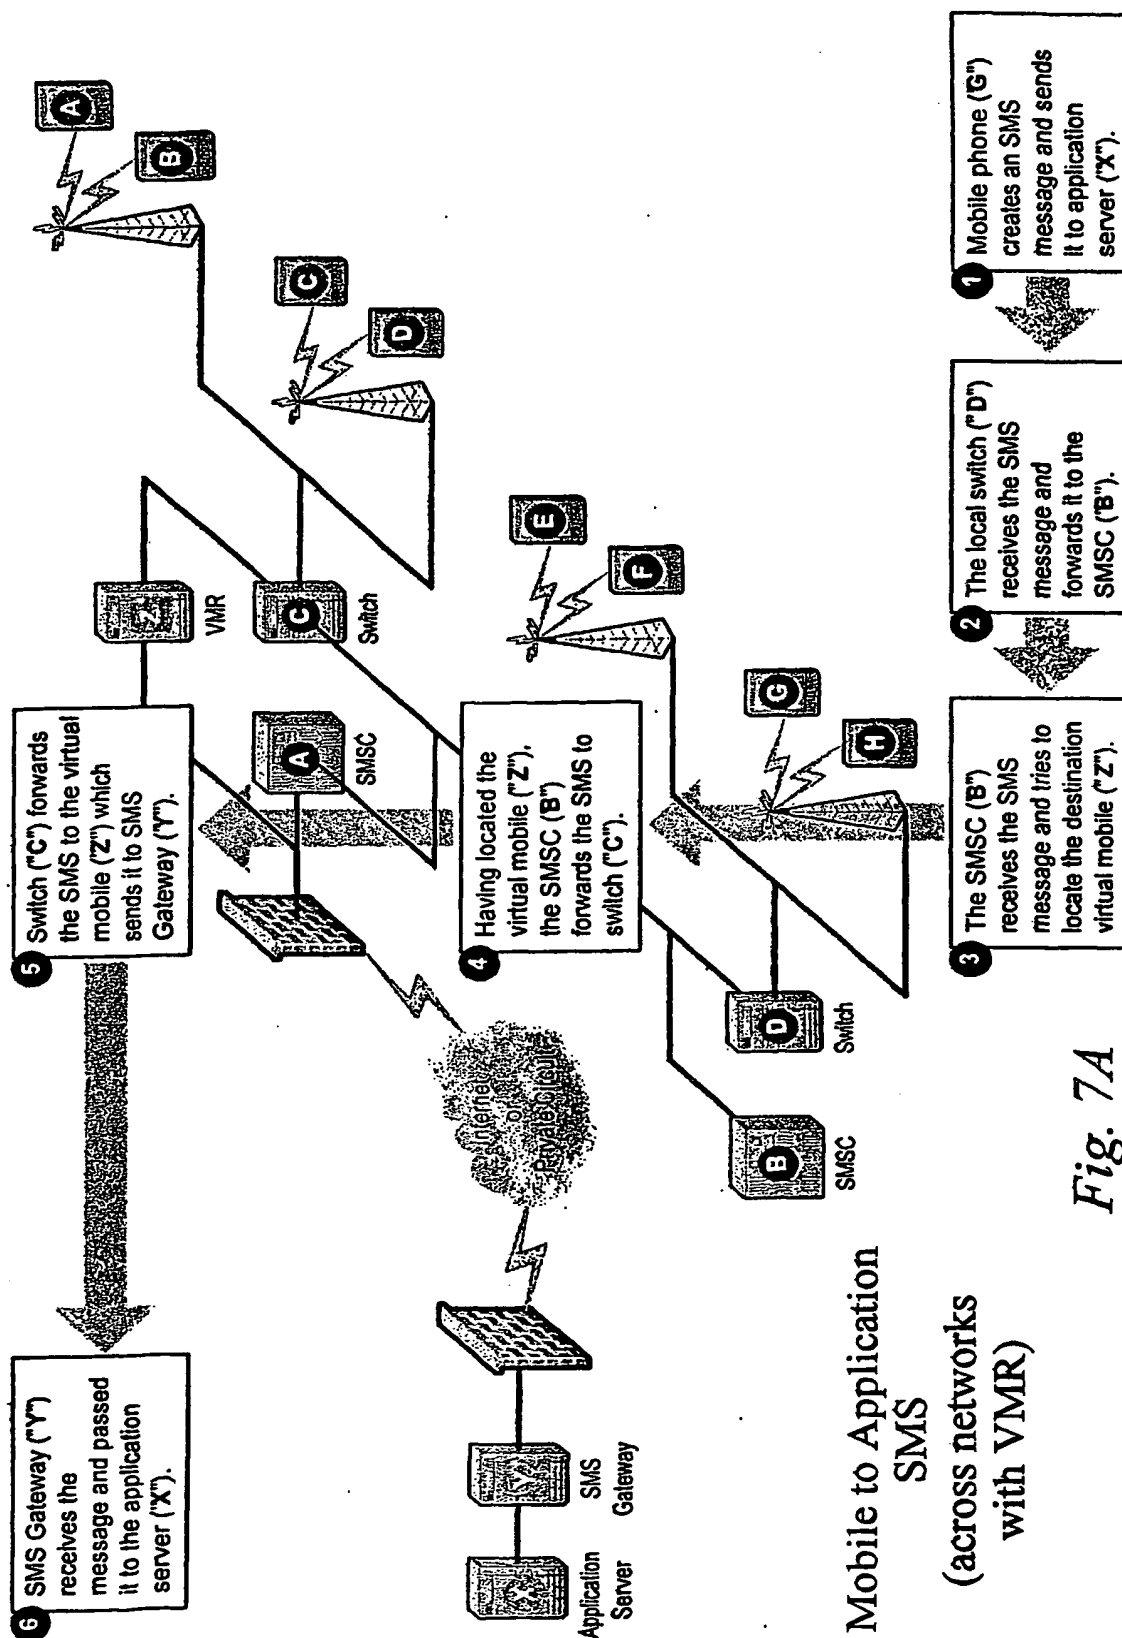 6
SMS Gateway ("Y")
receives the
message and passed
it to the application
server ("X").
5
Switch ("C") forwards
the SMS to the virtual
mobile ("Z") which
sends it to SMS
Gateway ("Y").
Z
VMR
A
B
C
Switch
C
D
A
SMSC
X
Application
Server
Y
SMS
Gateway
Internet
or
Private Circuit
4
Having located the
virtual mobile ("Z"),
the SMSC (B")
forwards the SMS to
switch ("C").
E
F
B
SMSC
D
Switch
G
H
Mobile to Application
SMS
(across networks
with VMR)
3
The SMSC (B")
receives the SMS
message and tries to
locate the destination
virtual mobile ("Z").
2
The local switch ("D")
receives the SMS
message and
forwards it to the
SMSC ("B").
1
Mobile phone (G")
creates an SMS
message and sends
it to application
server ("X").
Fig. 7A